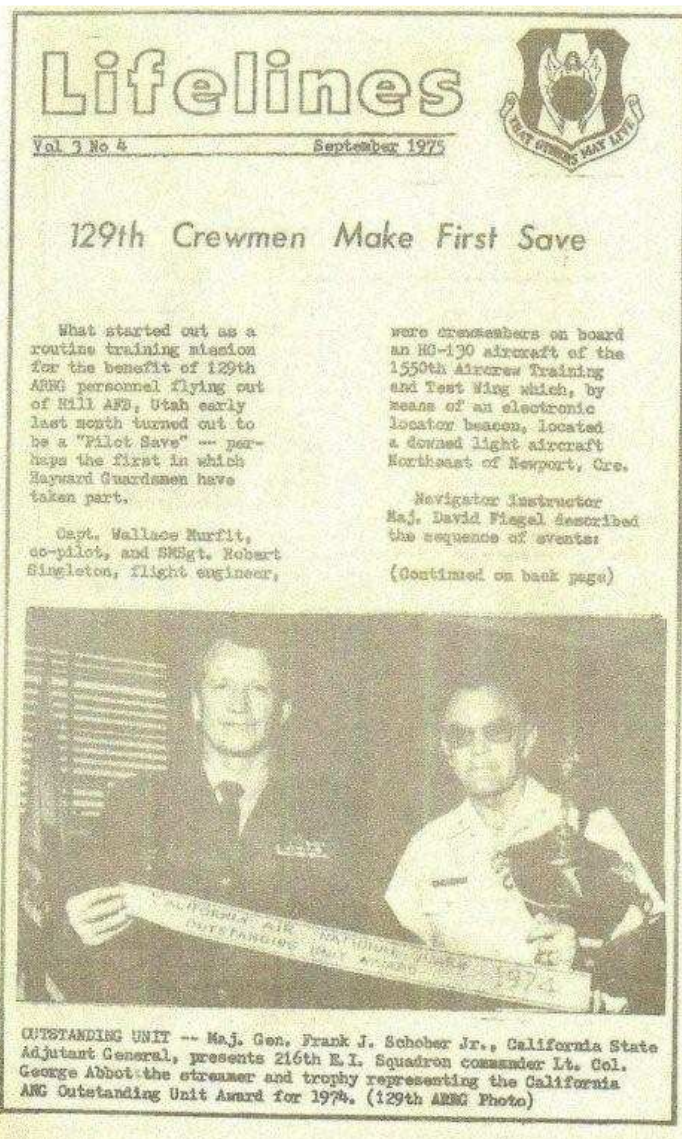 Lifelines
THAT OTHERS MAY LIVE
Vol 3 No 4 September 1975
129th Crewmen Make First Save
What started out as a
routine training mission
for the benefit of 129th
ARRG personnel flying out
of Hill AFB, Utah early
last month turned out to
be a "Pilot Save" -- per-
haps the first in which
Hayward Guardsmen have
taken part.
Capt. Wallace Murfit,
co-pilot, and SMSgt. Robert
Singleton, flight engineer,
were crewmembers on board
an HC-130 aircraft of the
1550th Aircrew Training
and Test Wing which, by
means of an electronic
locator beacon, located
a downed light aircraft
Northeast of Newport, Ore.
Navigator Instructor
Maj. David Fiegel described
the sequence of events:
(Continued on back page)
CALIFORNIA AIR NATIONAL GUARD 1974
OUTSTANDING UNIT AWARD
OUTSTANDING UNIT -- Maj. Gen. Frank J. Schober Jr., California State
Adjutant General, presents 216th E.I. Squadron commander Lt. Col.
George Abbot the streamer and trophy representing the California
ANG Outstanding Unit Award for 1974. (129th ARRG Photo)